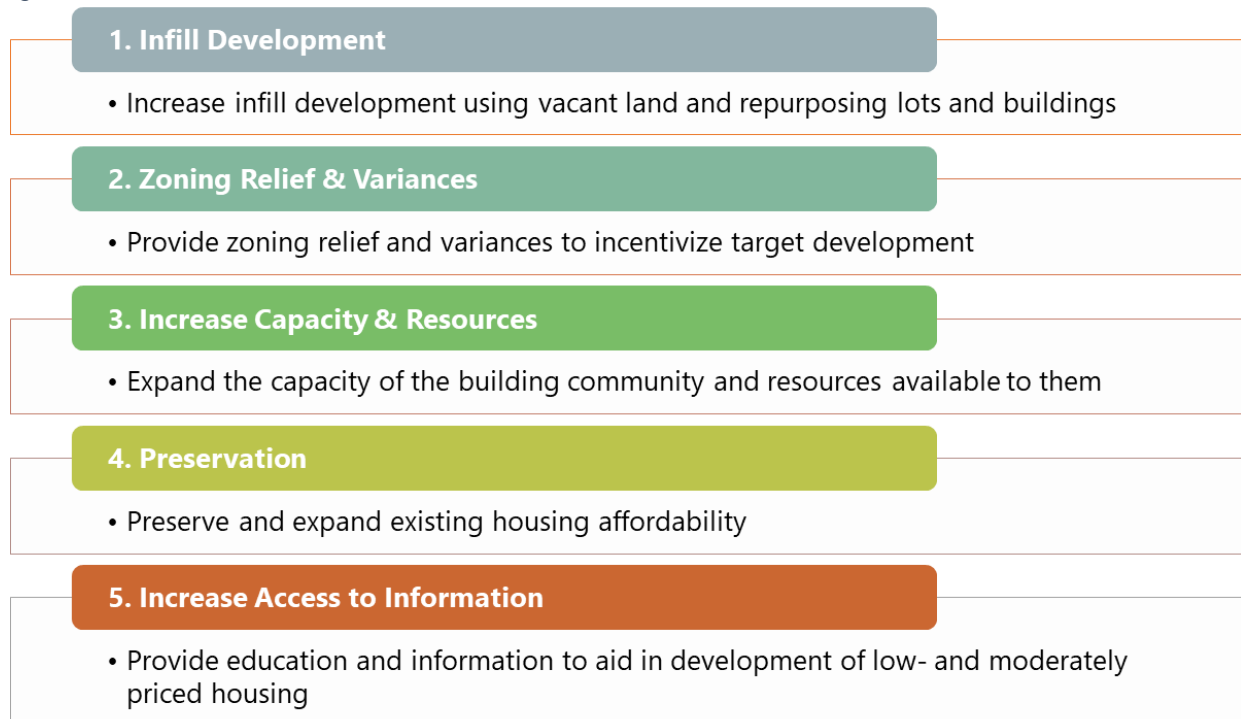 1. Infill Development
• Increase infill development using vacant land and repurposing lots and buildings
2. Zoning Relief & Variances
• Provide zoning relief and variances to incentivize target development
3. Increase Capacity & Resources
• Expand the capacity of the building community and resources available to them
4. Preservation
• Preserve and expand existing housing affordability
5. Increase Access to Information
• Provide education and information to aid in development of low- and moderately
priced housing